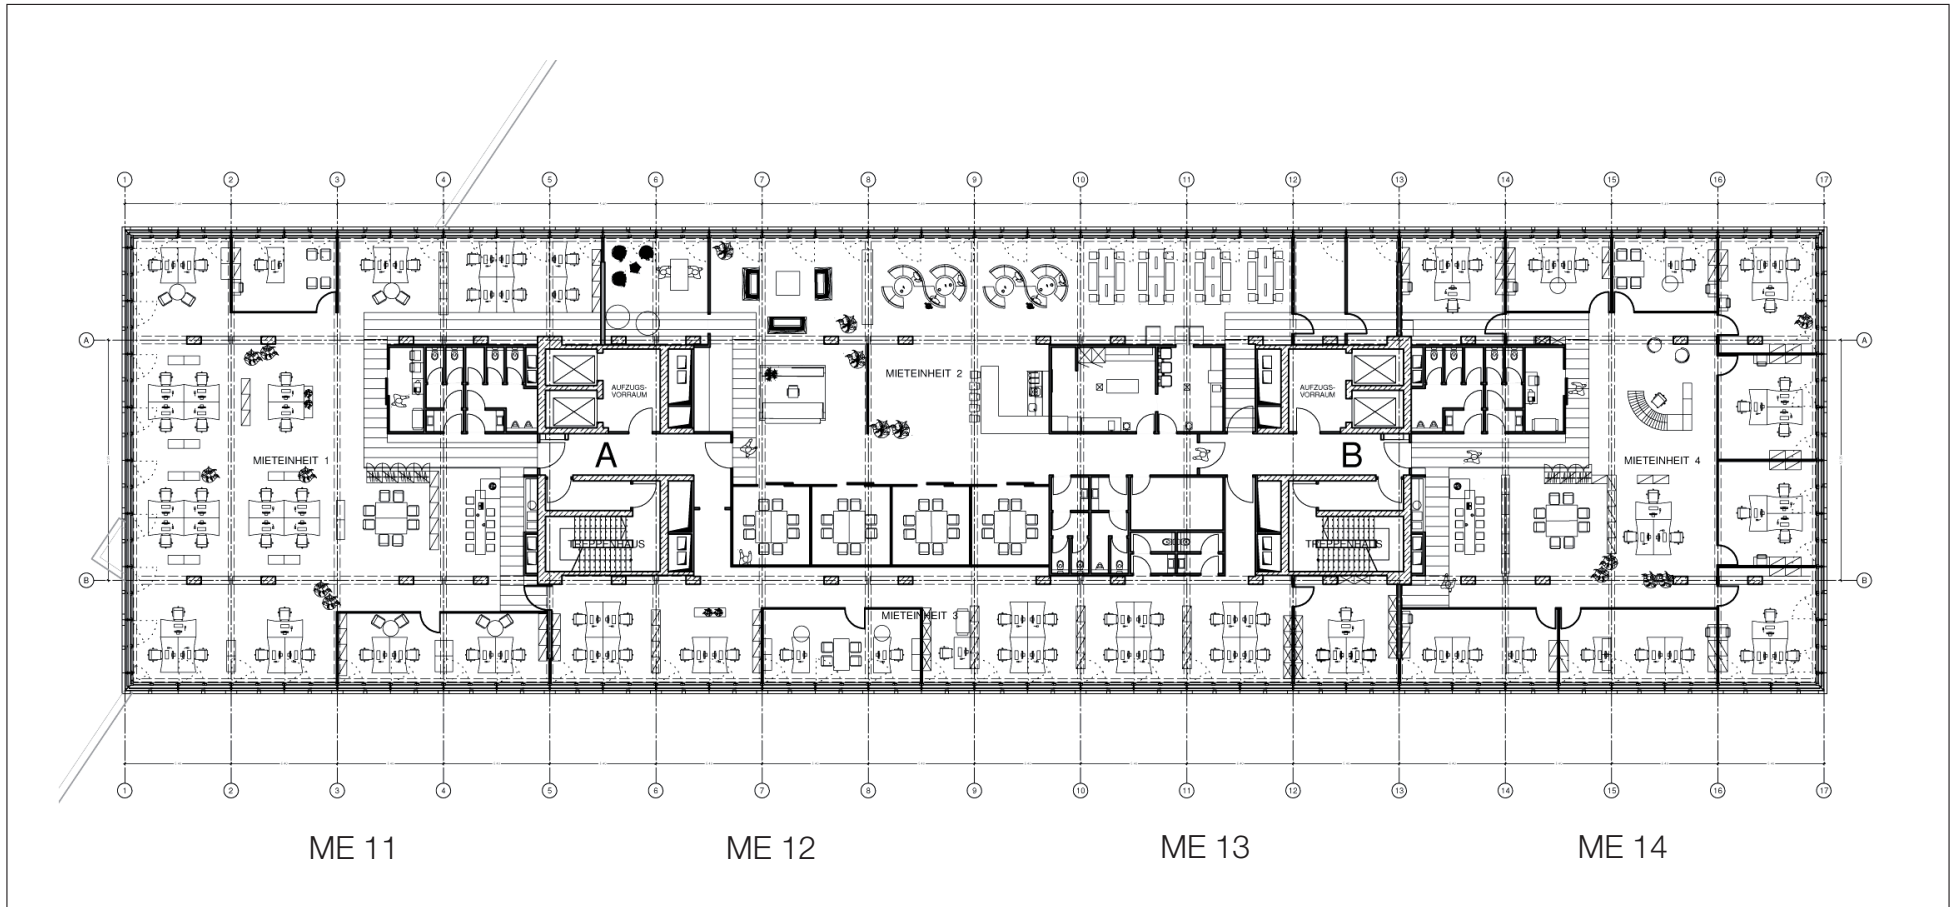 1 2 3 4 5 6 7 8 9 10 11 12 13 14 15 16 17
A A
AUFZUGS-
VORRAUM
MIETEINHEIT 2
AUFZUGS-
VORRAUM
MIETEINHEIT 1
A
B
MIETEINHEIT 4
TREPPENHAUS
TREPPENHAUS
B B
MIETEINHEIT 3
1 2 3 4 5 6 7 8 9 10 11 12 13 14 15 16 17
ME 11
ME 12
ME 13
ME 14